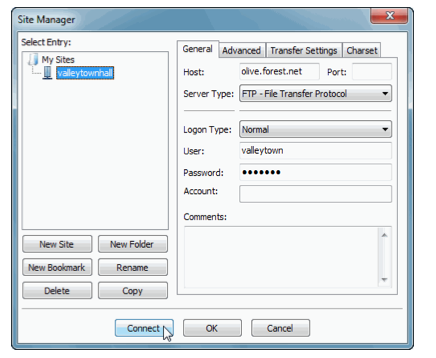 Site Manager
Select Entry:
My Sites
valleytownhall
New Site New Folder
New Bookmark Rename
Delete Copy
General Advanced Transfer Settings Charset
Host: olive.forest.net Port:
Server Type: FTP - File Transfer Protocol
Logon Type: Normal
User: valleytown
Password: •••••••
Account:
Comments:
Connect OK Cancel